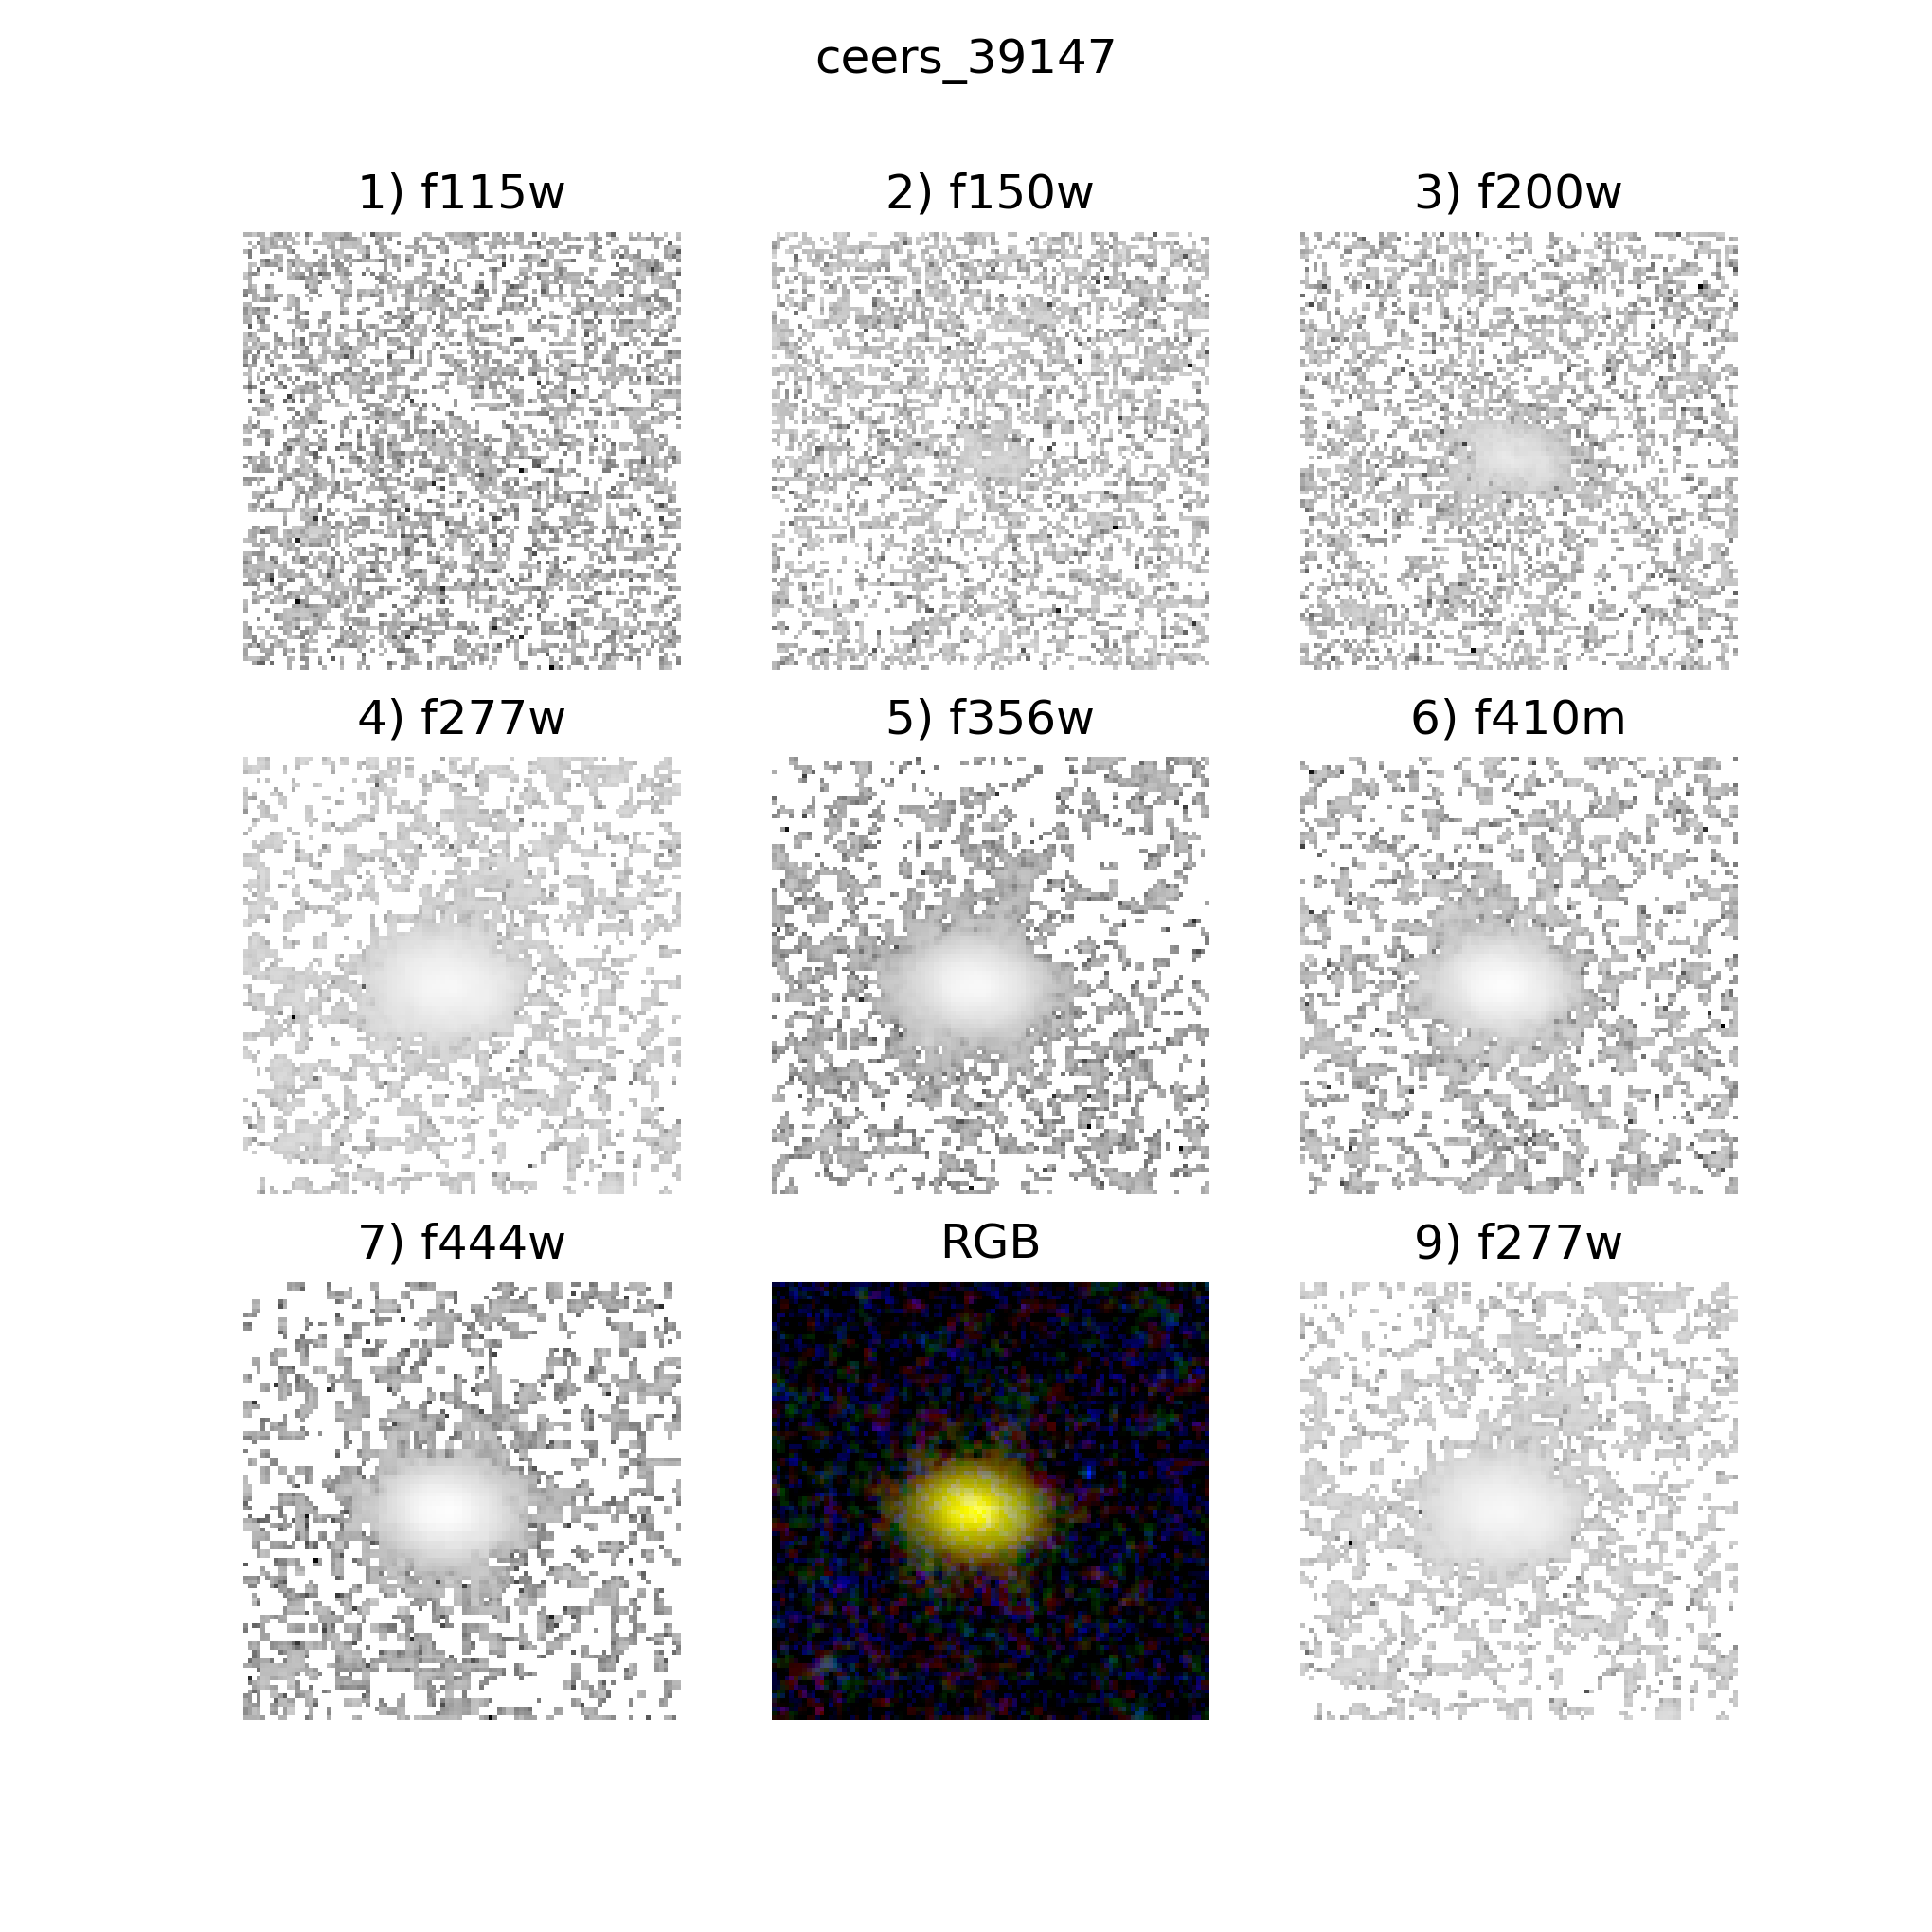 ceers_39147
1) f115w
2) f150w
3) f200w
4) f277w
5) f356w
6) f410m
7) f444w
RGB
9) f277w